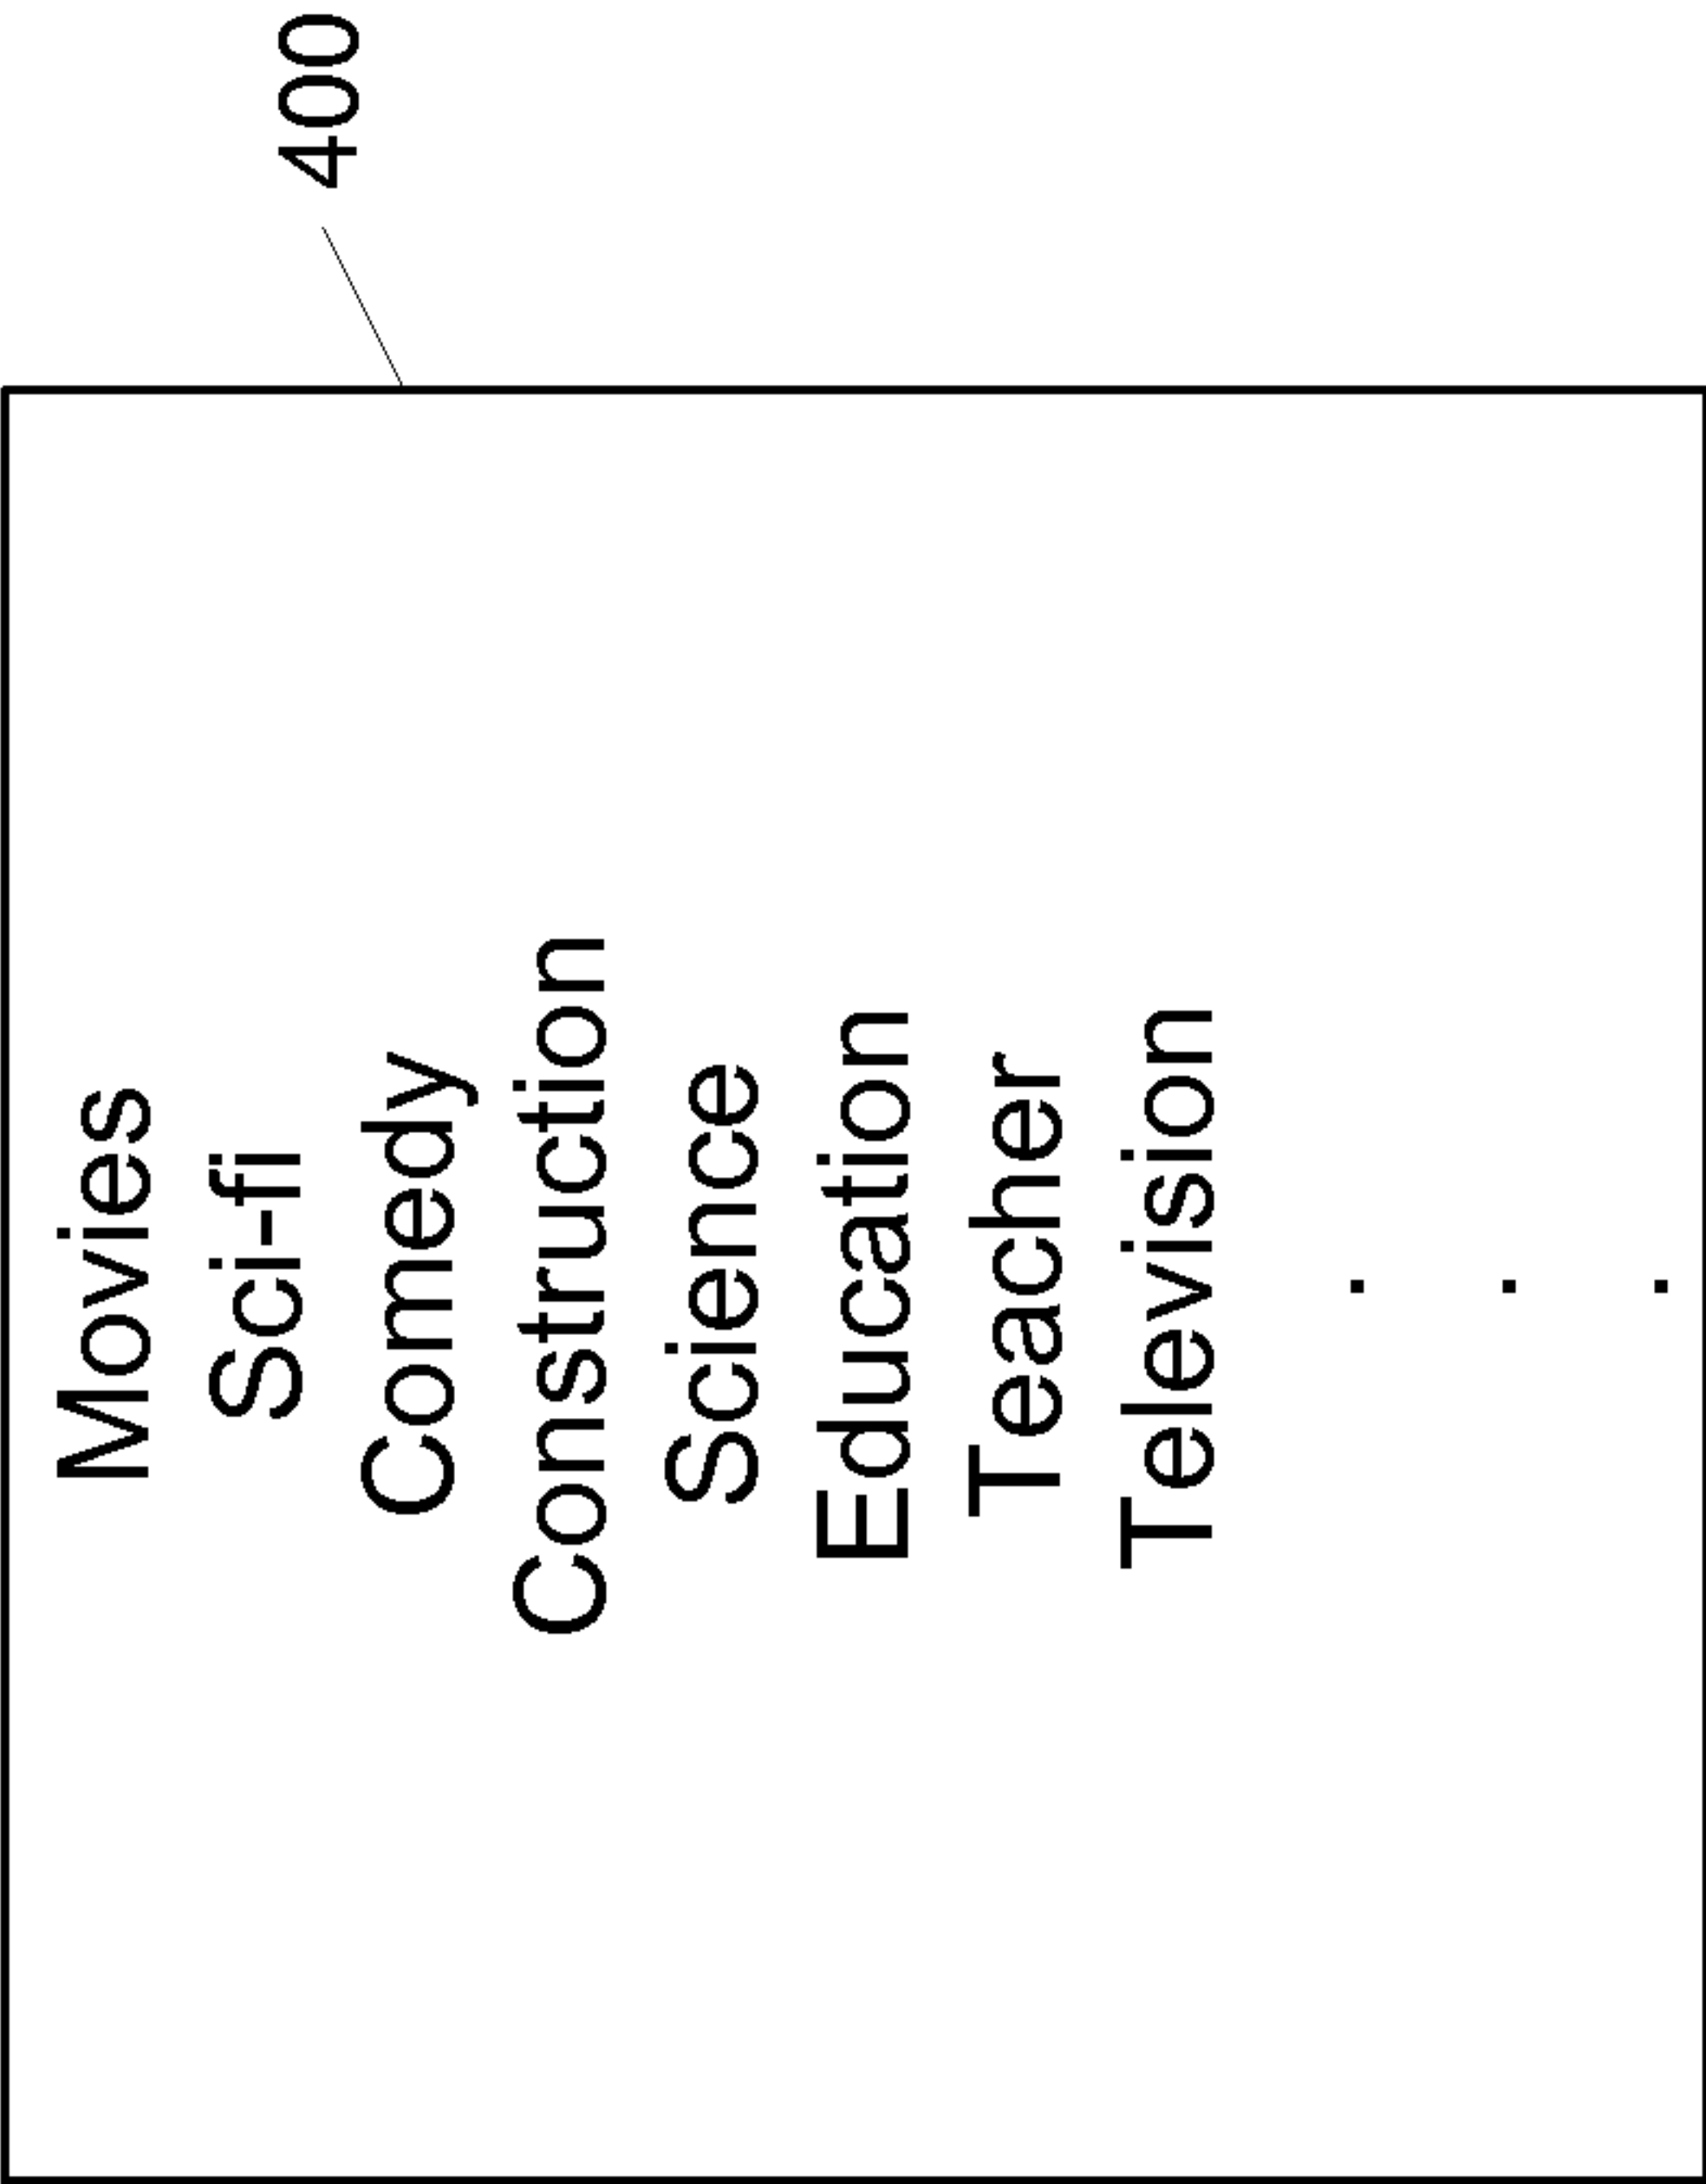 400
Movies
Sci-fi
Comedy
Construction
Science
Education
Teacher
Television
.
.
.